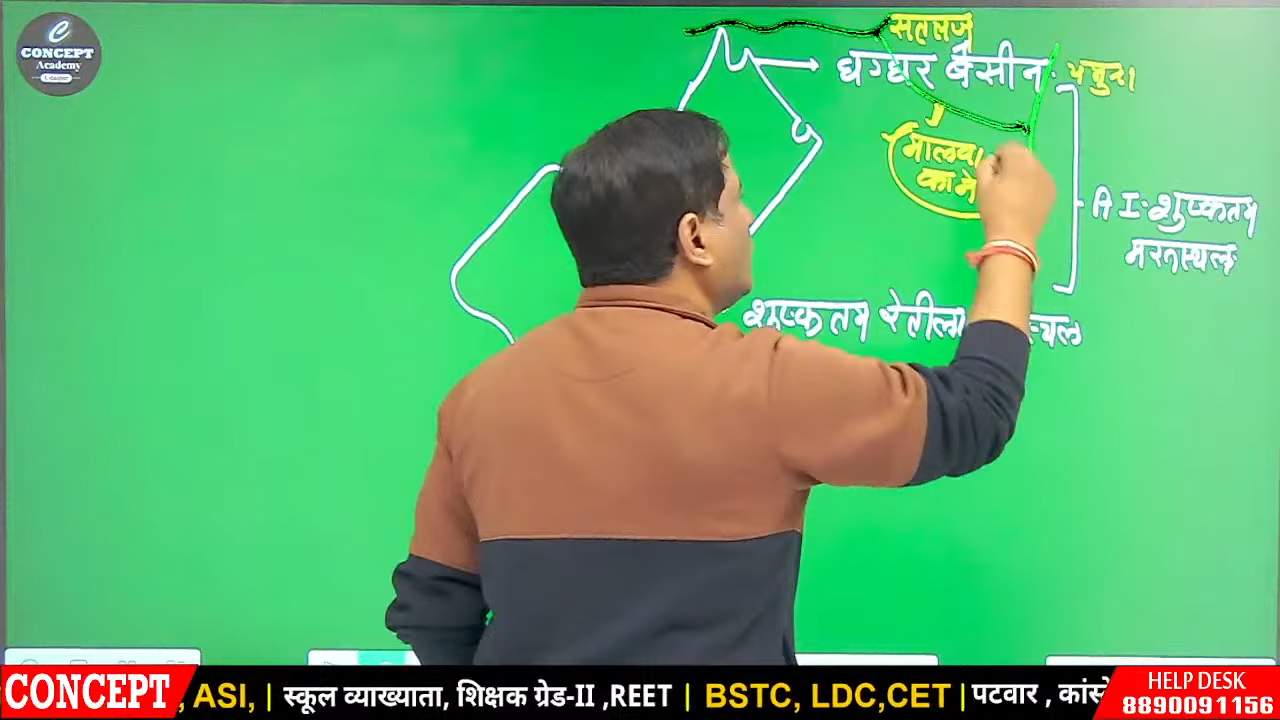 CONCEPT
Academy
सतलज
घग्घर बेसीन
मालवा
का मै
A I शुष्कतम
मरुस्थल
शुष्कतम रेतीला
CONCEPT
ASI, | स्कूल व्याख्याता, शिक्षक ग्रेड-II ,REET | BSTC, LDC,CET | पटवार , कांस्
HELP DESK
8890091156